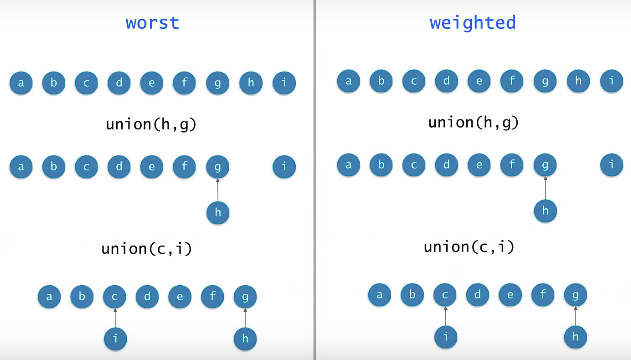 worst
a b c d e f g h i
union(h,g)
a b c d e f g i
h
union(c,i)
a b c d e f g
i h
weighted
a b c d e f g h i
union(h,g)
a b c d e f g i
h
union(c,i)
a b c d e f g
i h